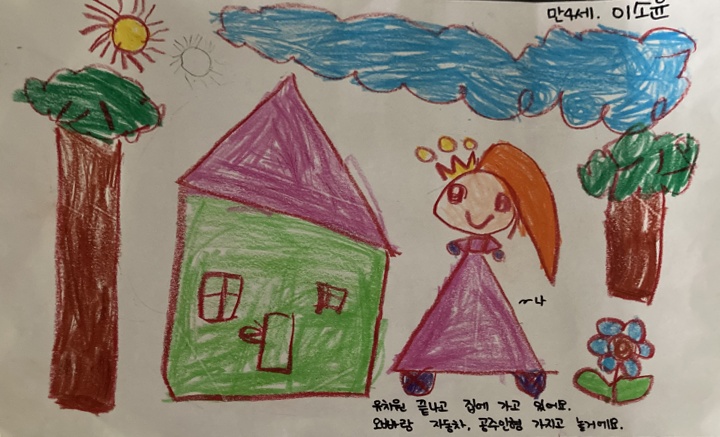 만4세. 이소윤
~나
유치원 끝나고 집에 가고 있어요.
오빠랑 자동차, 공주인형 가지고 놀거에요.